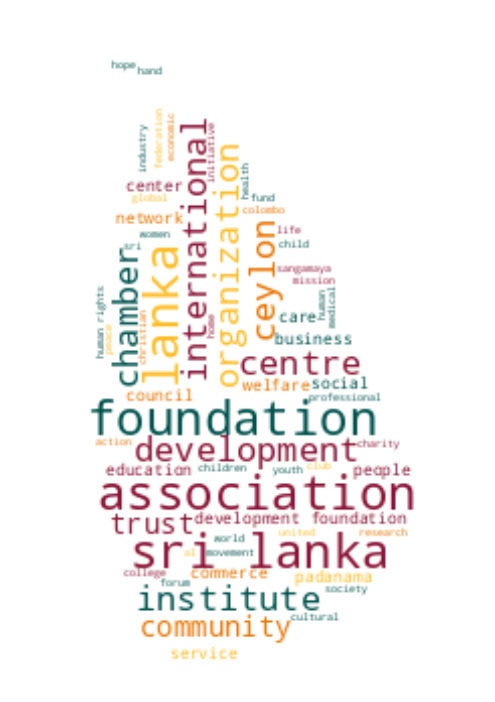 hope
hand
industry
federation
economic
international
initiative
organization
health
center
global
fund
colombo
network
women
sri
lanka
chamber
ceylon
life
child
sangamaya
mission
human rights
peace
christian
home
care
human
medical
business
centre
welfare
social
council
professional
foundation
action
development
charity
education
children
youth
club
people
association
trust
development foundation
world
united
research
sri lanka
al
movement
college
commerce
forum
padanama
society
institute
cultural
community
service